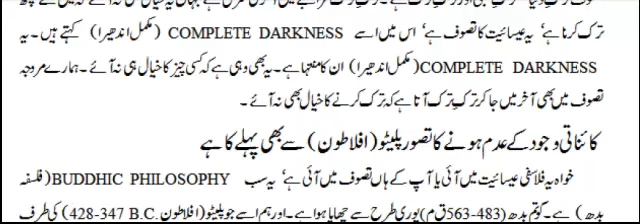 ترک کرنا ہے‘ یہ عیسائیت کا تصوف ہے‘ اس میں اسے COMPLETE DARKNESS (مکمل اندھیرا) کہتے ہیں۔ یہ
COMPLETE DARKNESS(مکمل اندھیرا) ان کا منتہا ہے۔ یہ بھی وہی ہے کہ کسی چیز کا خیال ہی نہ آئے۔ ہمارے مروجہ
تصوف میں بھی آخر میں جا کر ترکِ ترک آتا ہے کہ ترک کرنے کا خیال بھی نہ آئے۔
کائناتی وجود کے عدم ہونے کا تصور پلیٹو (افلاطون) سے بھی پہلے کا ہے
خواہ یہ فلاسفی عیسائیت میں آئی یا آپ کے ہاں تصوف میں آئی ہے‘ یہ سب BUDDHIC PHILOSOPHY(فلسفہ
بدھ) ہے۔ گوتم بدھ (483-563ق م) پوری طرح سے چھایا ہوا ہے۔ اور ہم اسے جو پلیٹو (افلاطون .428-347 B.C) کی طرف